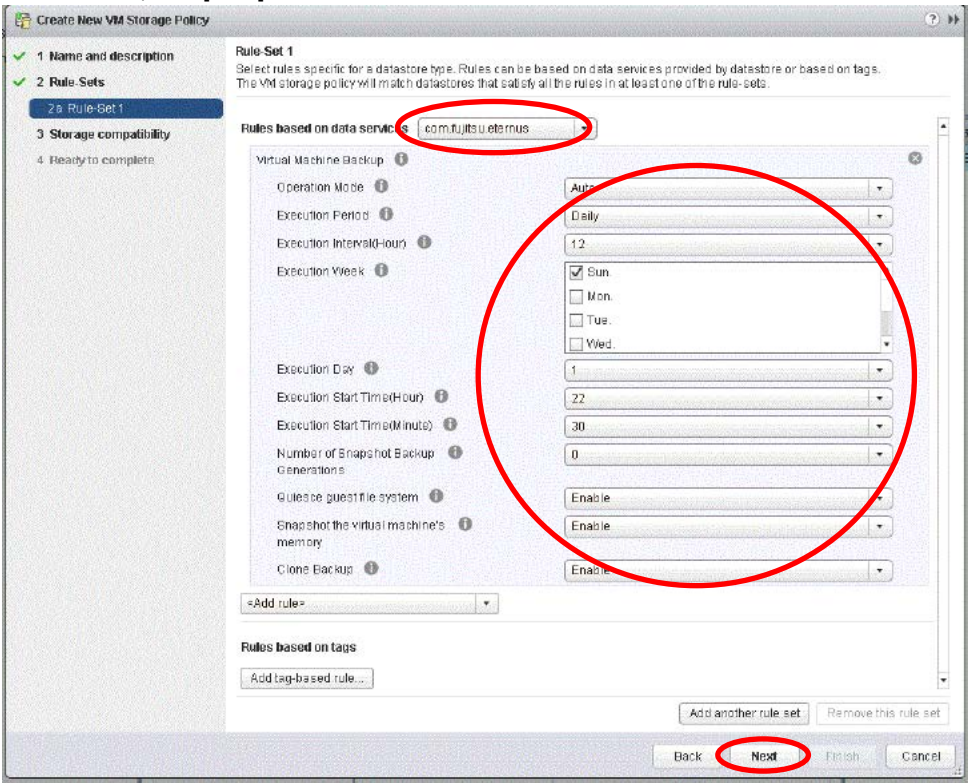 Create New VM Storage Policy
1 Name and description
2 Rule-Sets
2a Rule-Set 1
3 Storage compatibility
4 Ready to complete
Rule-Set 1
Select rules specific for a datastore type. Rules can be based on data services provided by datastore or based on tags.
The VM storage policy will match datastores that satisfy all the rules in at least one of the rule-sets.
Rules based on data services com.fujitsu.eternus
Virtual Machine Backup
Operation Mode Auto
Execution Period Daily
Execution Interval(Hour) 12
Execution Week Sun.
Mon.
Tue.
Wed.
Execution Day 1
Execution Start Time(Hour) 22
Execution Start Time(Minute) 30
Number of Snapshot Backup 0
Generations
Quiesce guest file system Enable
Snapshot the virtual machine's Enable
memory
Clone Backup Enable
<Add rule>
Rules based on tags
Add tag-based rule...
Add another rule set Remove this rule set
Back Next Finish Cancel